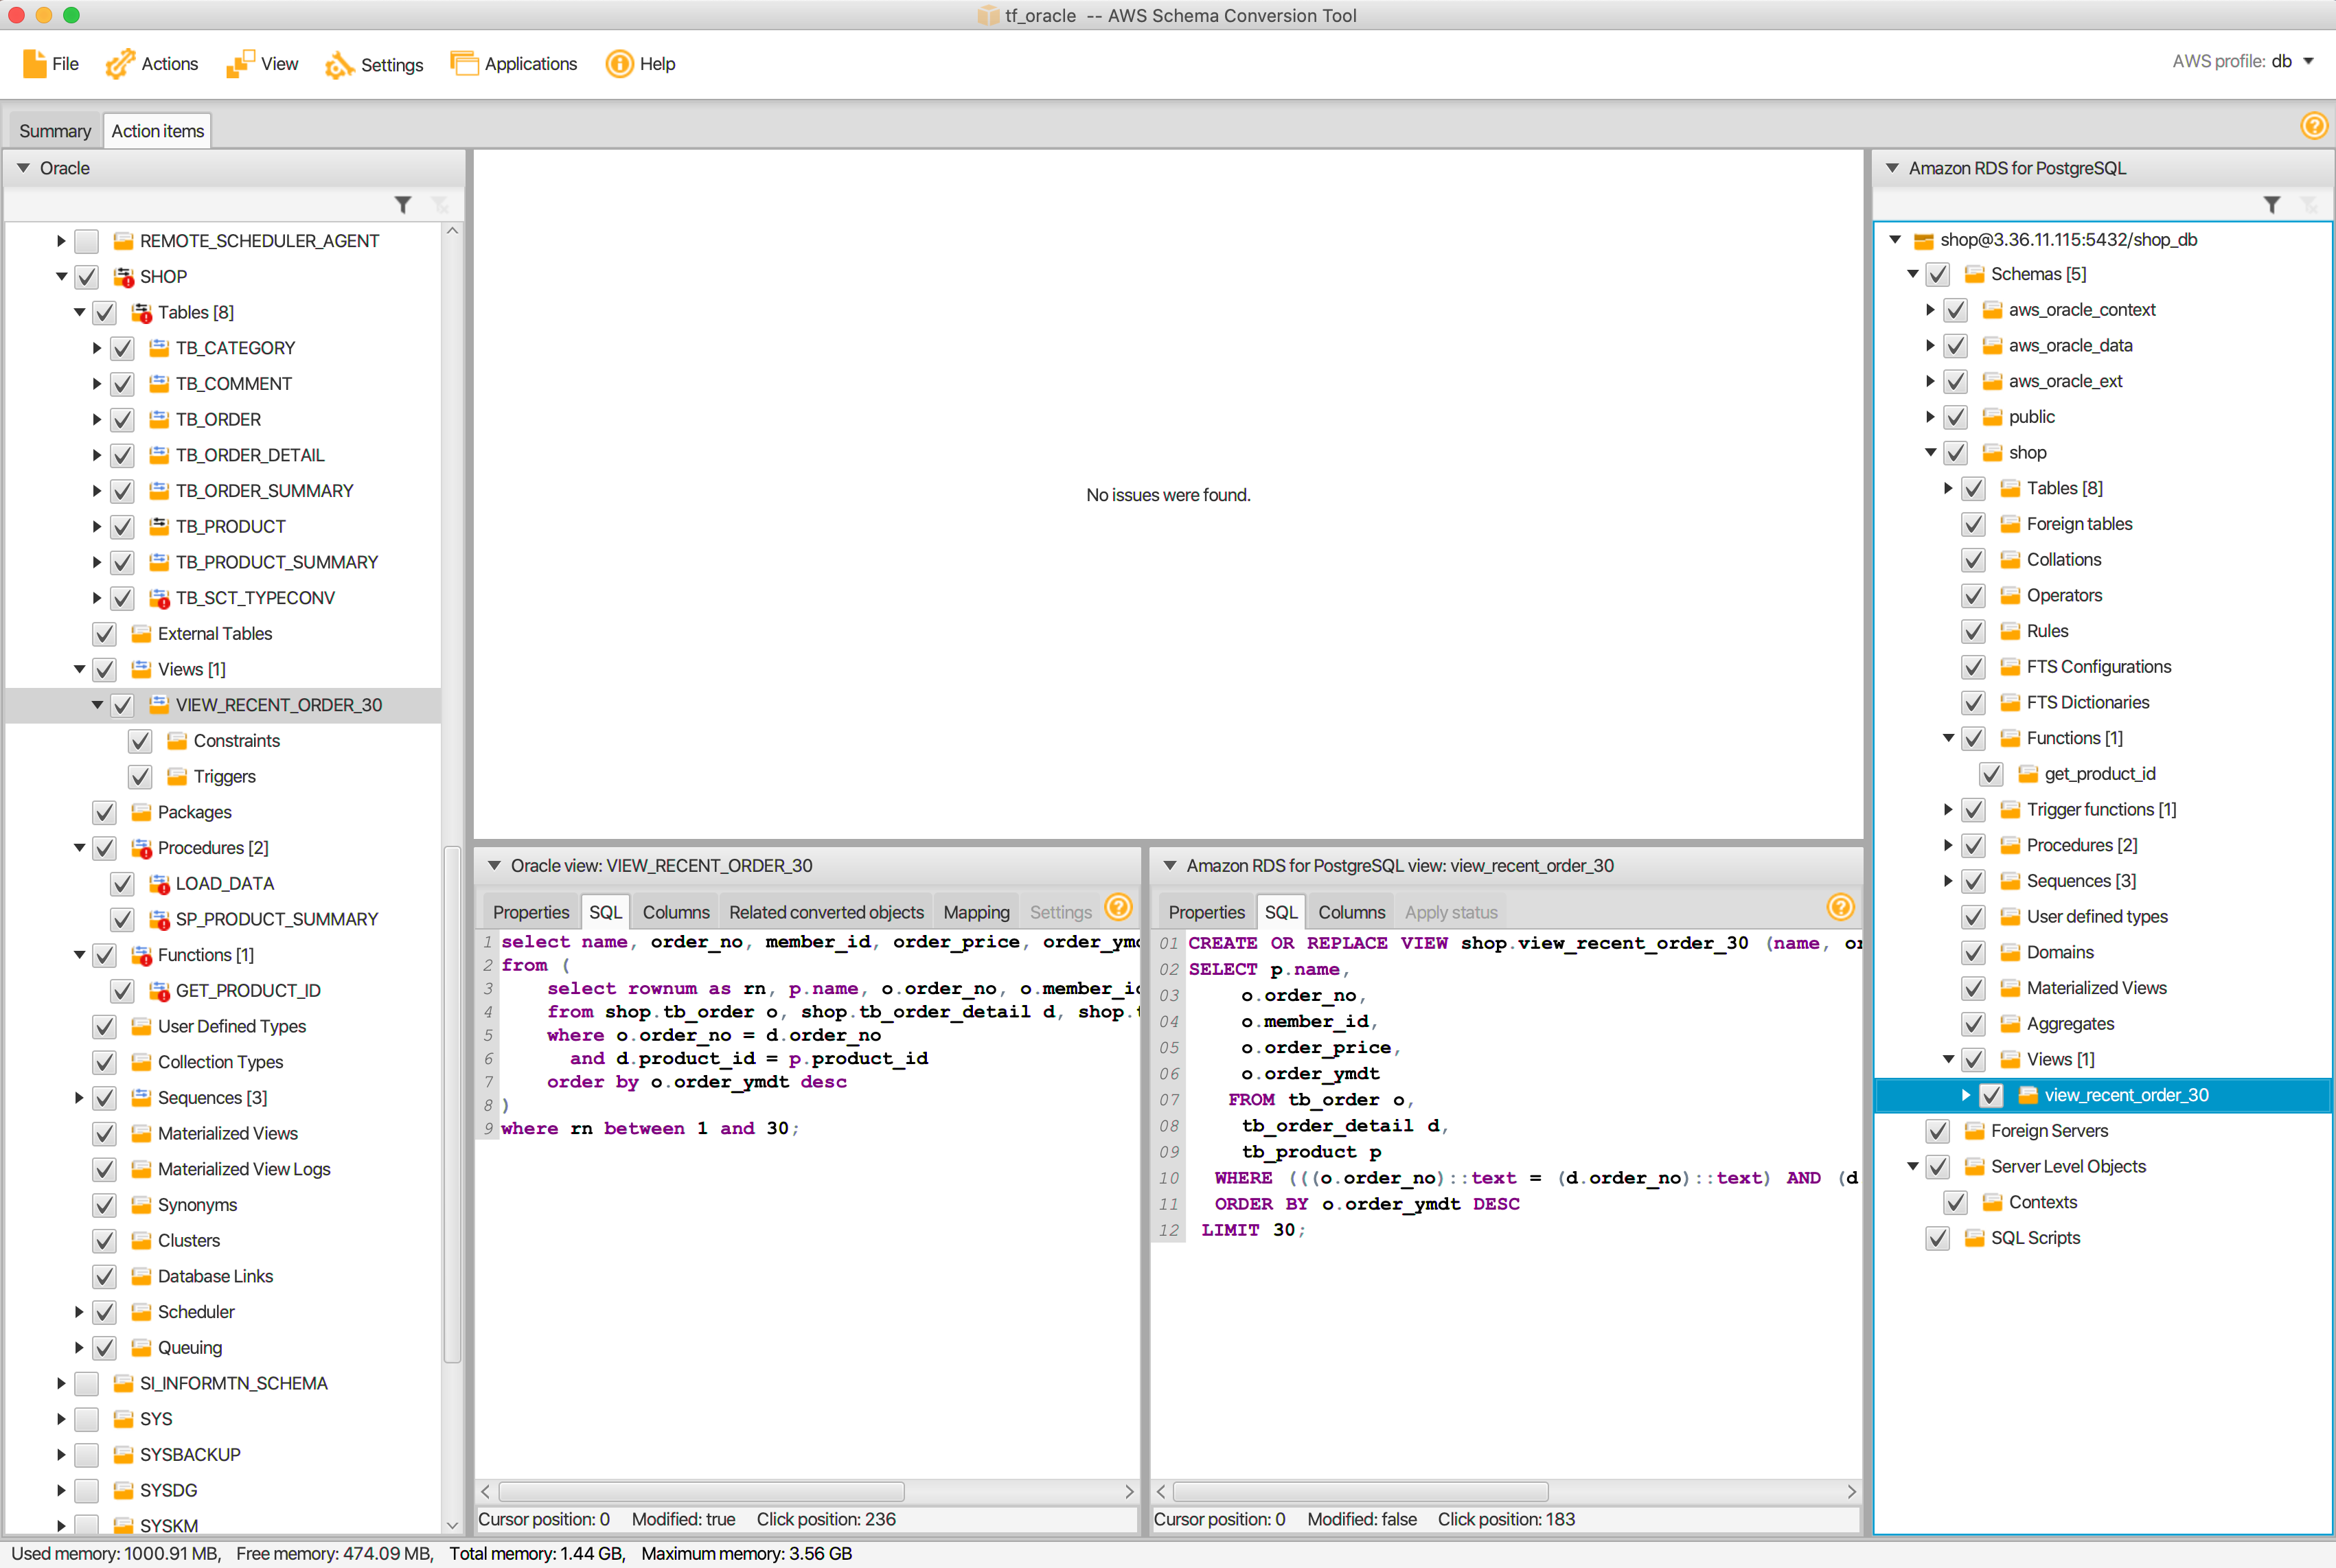 tf_oracle -- AWS Schema Conversion Tool
File Actions View Settings Applications Help
AWS profile: db
Summary Action items
Oracle
REMOTE_SCHEDULER_AGENT
SHOP
Tables [8]
TB_CATEGORY
TB_COMMENT
TB_ORDER
TB_ORDER_DETAIL
TB_ORDER_SUMMARY
TB_PRODUCT
TB_PRODUCT_SUMMARY
TB_SCT_TYPECONV
External Tables
Views [1]
VIEW_RECENT_ORDER_30
Constraints
Triggers
Packages
Procedures [2]
LOAD_DATA
SP_PRODUCT_SUMMARY
Functions [1]
GET_PRODUCT_ID
User Defined Types
Collection Types
Sequences [3]
Materialized Views
Materialized View Logs
Synonyms
Clusters
Database Links
Scheduler
Queuing
SI_INFORMTN_SCHEMA
SYS
SYSBACKUP
SYSDG
SYSKM
No issues were found.
Oracle view: VIEW_RECENT_ORDER_30
Properties SQL Columns Related converted objects Mapping Settings
1 select name, order_no, member_id, order_price, order_ymd
2 from (
3 select rownum as rn, p.name, o.order_no, o.member_id
4 from shop.tb_order o, shop.tb_order_detail d, shop.t
5 where o.order_no = d.order_no
6 and d.product_id = p.product_id
7 order by o.order_ymdt desc
8 )
9 where rn between 1 and 30;
Cursor position: 0 Modified: true Click position: 236
Amazon RDS for PostgreSQL view: view_recent_order_30
Properties SQL Columns Apply status
01 CREATE OR REPLACE VIEW shop.view_recent_order_30 (name, or
02 SELECT p.name,
03 o.order_no,
04 o.member_id,
05 o.order_price,
06 o.order_ymdt
07 FROM tb_order o,
08 tb_order_detail d,
09 tb_product p
10 WHERE (((o.order_no)::text = (d.order_no)::text) AND (d
11 ORDER BY o.order_ymdt DESC
12 LIMIT 30;
Cursor position: 0 Modified: false Click position: 183
Amazon RDS for PostgreSQL
shop@3.36.11.115:5432/shop_db
Schemas [5]
aws_oracle_context
aws_oracle_data
aws_oracle_ext
public
shop
Tables [8]
Foreign tables
Collations
Operators
Rules
FTS Configurations
FTS Dictionaries
Functions [1]
get_product_id
Trigger functions [1]
Procedures [2]
Sequences [3]
User defined types
Domains
Materialized Views
Aggregates
Views [1]
view_recent_order_30
Foreign Servers
Server Level Objects
Contexts
SQL Scripts
Used memory: 1000.91 MB, Free memory: 474.09 MB, Total memory: 1.44 GB, Maximum memory: 3.56 GB